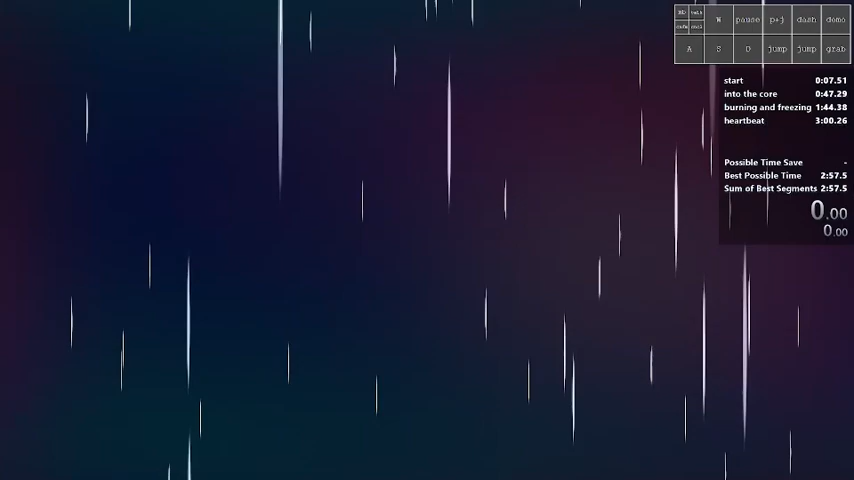 W pause p+j dash demo
A S D jump jump grab
start 0:07.51
into the core 0:47.29
burning and freezing 1:44.38
heartbeat 3:00.26
Possible Time Save -
Best Possible Time 2:57.5
Sum of Best Segments 2:57.5
0.00
0.00